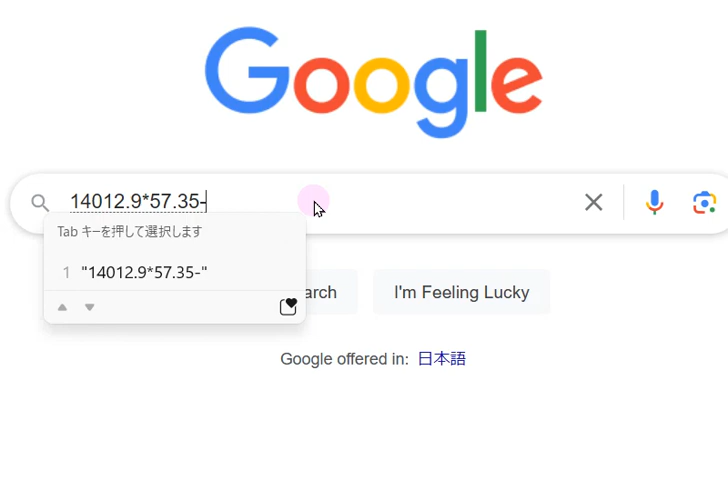 Google
14012.9*57.35-
Tab キーを押して選択します
1 "14012.9*57.35-"
arch
I'm Feeling Lucky
Google offered in: 日本語